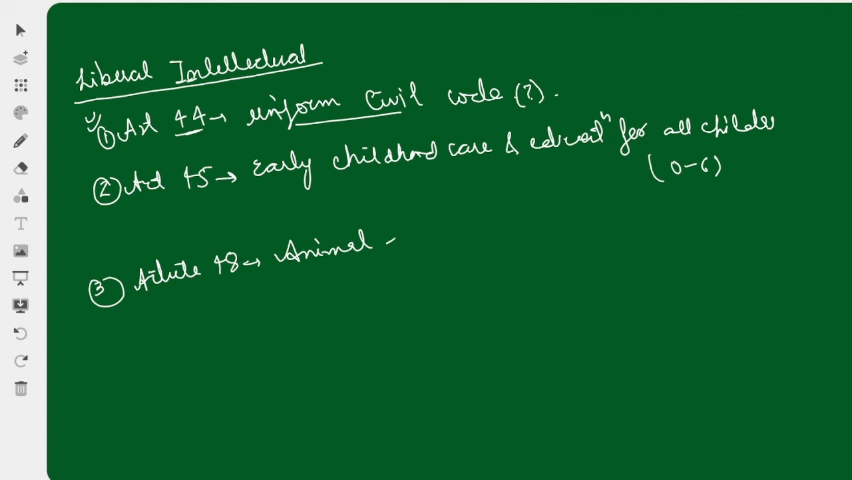 Liberal Intellectual
① Art 44 → uniform Civil code (?).
② Art 45 → Early childhood care & educatⁿ for all childer
(0-6)
③ Article 48 → Animal -